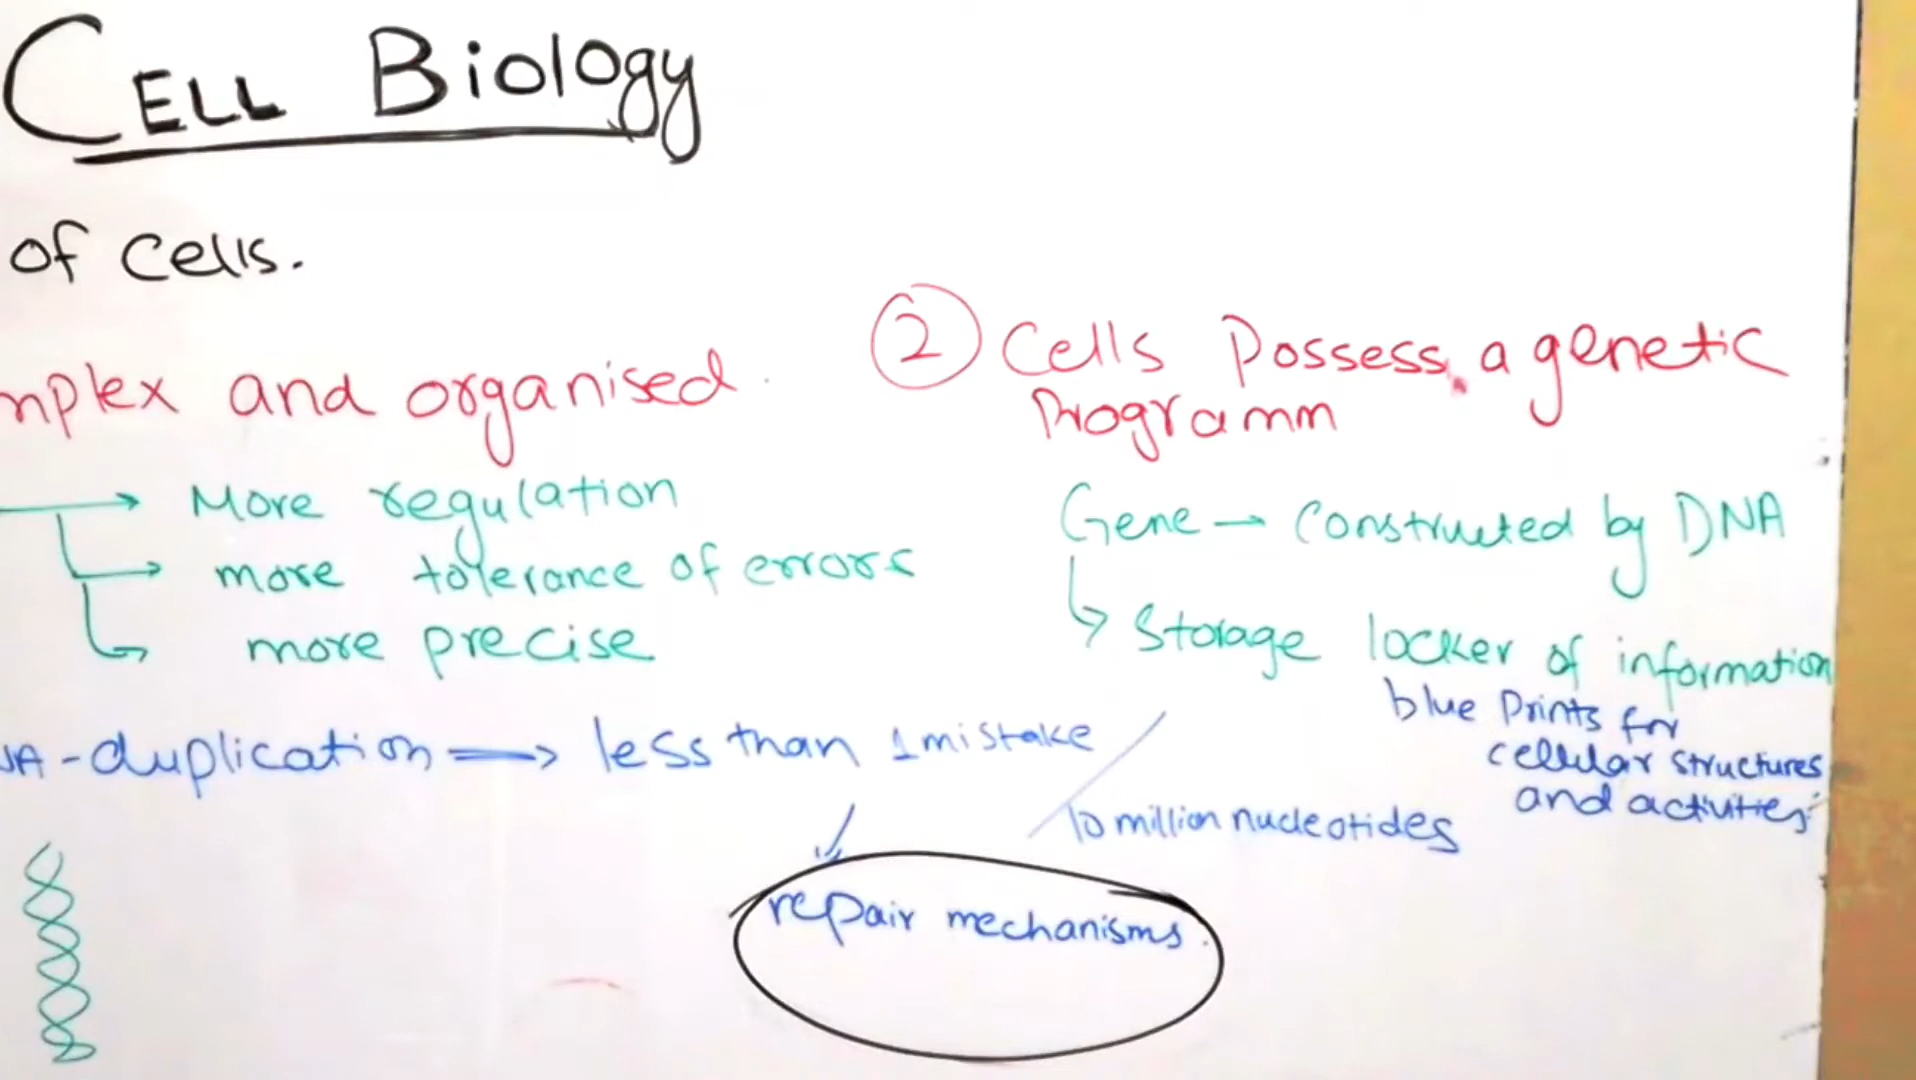 CELL Biology
of cells.
mplex and organised.
More regulation
more tolerance of errors
more precise
NA-duplication → less than 1 mistake
/ 10 million nucleotides
repair mechanisms.
② Cells Possess a genetic
Programm
Gene → constructed by DNA
Storage locker of information
blue Prints for
cellular structures
and activities.